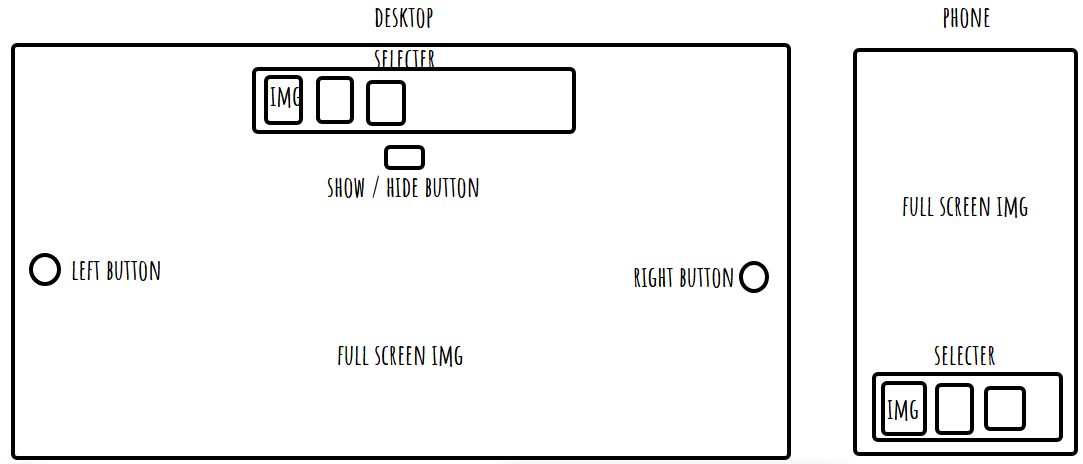 DESKTOP
SELECTER
IMG
SHOW / HIDE BUTTON
LEFT BUTTON
RIGHT BUTTON
FULL SCREEN IMG
PHONE
FULL SCREEN IMG
SELECTER
IMG